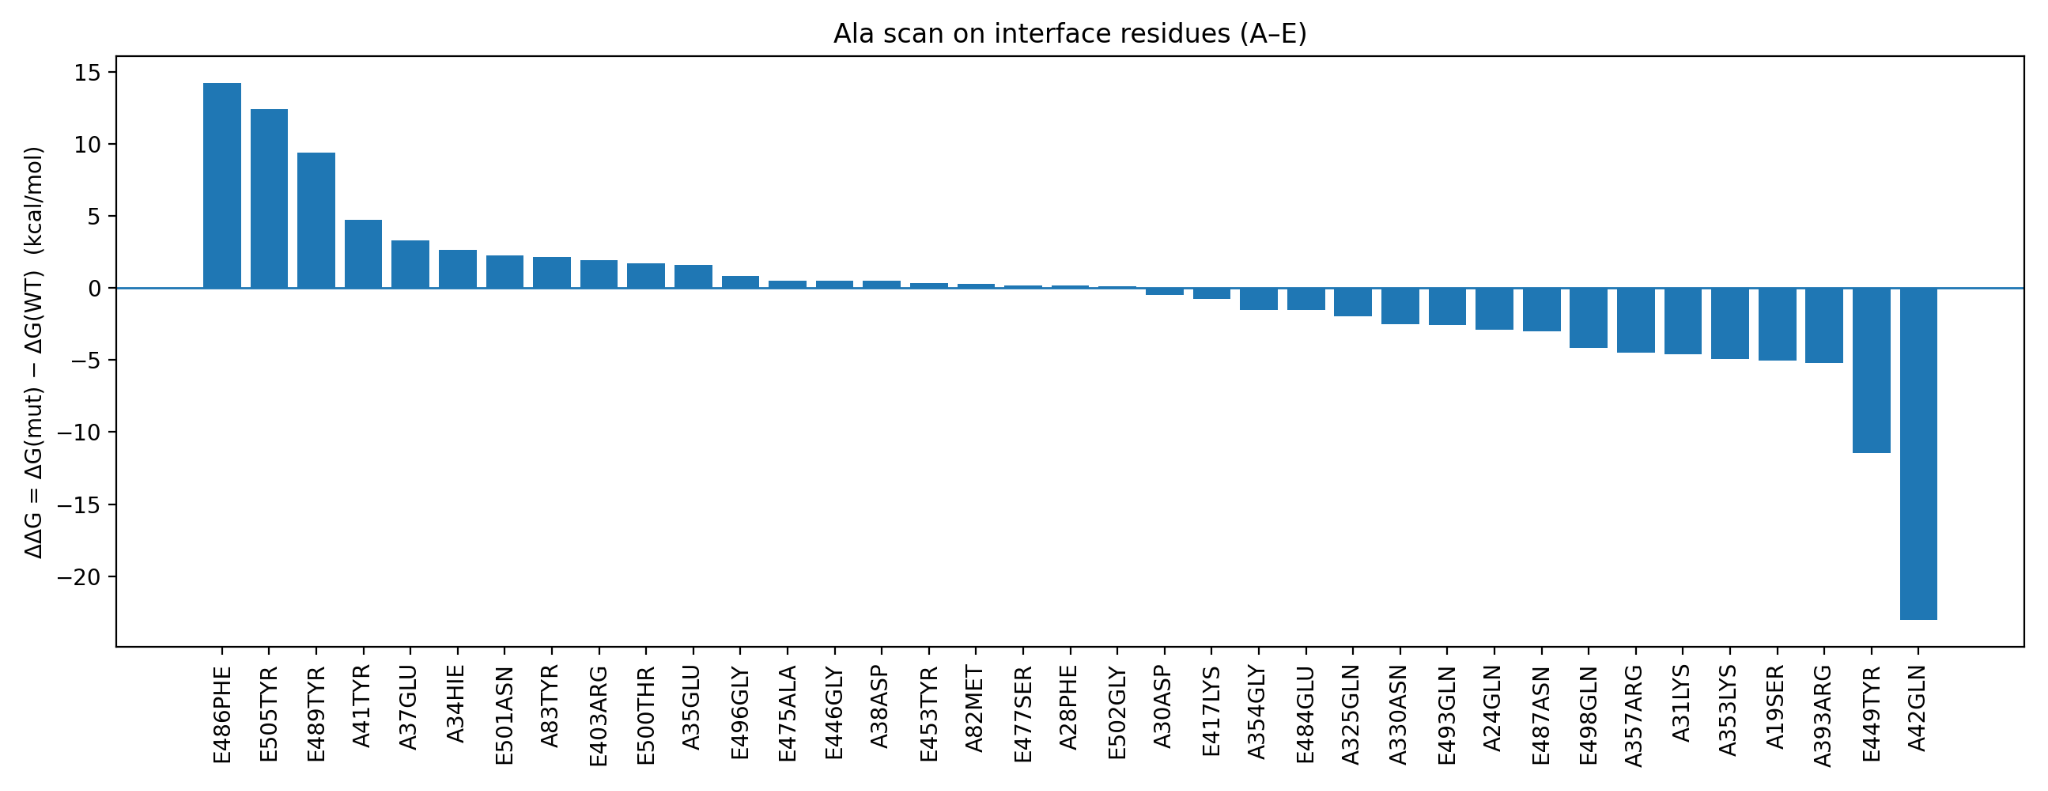 Ala scan on interface residues (A–E)
ΔΔG = ΔG(mut) − ΔG(WT)  (kcal/mol)
15
10
5
0
−5
−10
−15
−20
E486PHE
E505TYR
E489TYR
A41TYR
A37GLU
A34HIE
E501ASN
A83TYR
E403ARG
E500THR
A35GLU
E496GLY
E475ALA
E446GLY
A38ASP
E453TYR
A82MET
E477SER
A28PHE
E502GLY
A30ASP
E417LYS
A354GLY
E484GLU
A325GLN
A330ASN
E493GLN
A24GLN
E487ASN
E498GLN
A357ARG
A31LYS
A353LYS
A19SER
A393ARG
E449TYR
A42GLN